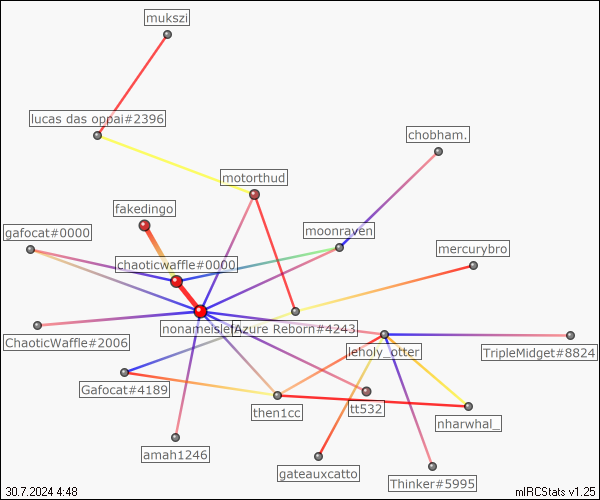 mukszi
lucas das oppai#2396
chobham.
motorthud
fakedingo
gafocat#0000
moonraven
mercurybro
chaoticwaffle#0000
Azure Reborn#4243
ChaoticWaffle#2006
leholy_otter
TripleMidget#8824
Gafocat#4189
then1cc
tt532
nharwhal_
amah1246
gateauxcatto
Thinker#5995
30.7.2024 4:48
mIRCStats v1.25